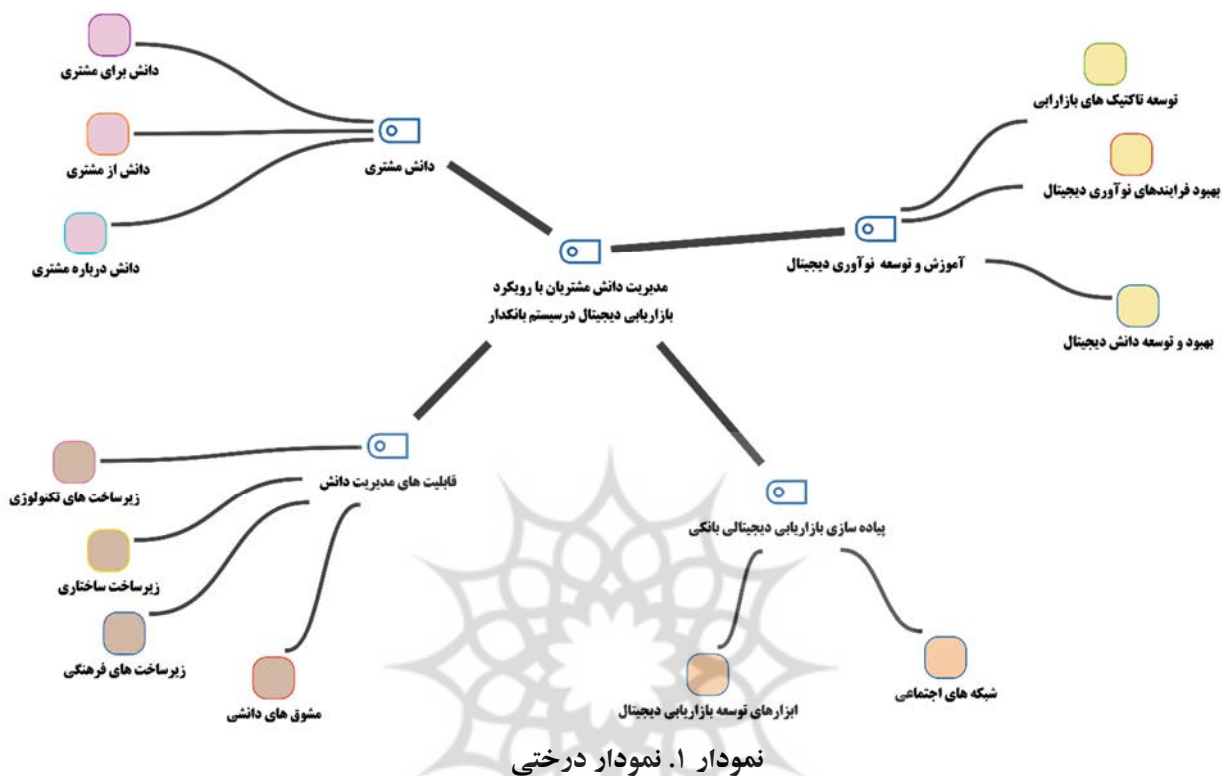 دانش برای مشتری
دانش از مشتری
دانش درباره مشتری
دانش مشتری
توسعه تاکتیک های بازارابی
بهبود فرایندهای نوآوری دیجیتال
آموزش و توسعه نوآوری دیجیتال
بهبود و توسعه دانش دیجیتال
مدیریت دانش مشتریان با رویکرد
بازاریابی دیجیتال درسیستم بانکدار
قابلیت های مدیریت دانش
زیرساخت های تکنولوژی
زیرساخت ساختاری
زیرساخت های فرهنگی
مشوق های دانشی
پیاده سازی بازاریابی دیجیتالی بانکی
ابزارهای توسعه بازاریابی دیجیتال
شبکه های اجتماعی
نمودار ۱. نمودار درختی